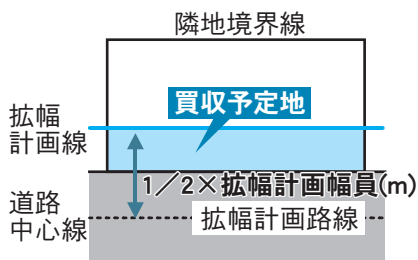 隣地境界線
買収予定地
拡幅
計画線
1／2×拡幅計画幅員(m)
道路
中心線
拡幅計画路線